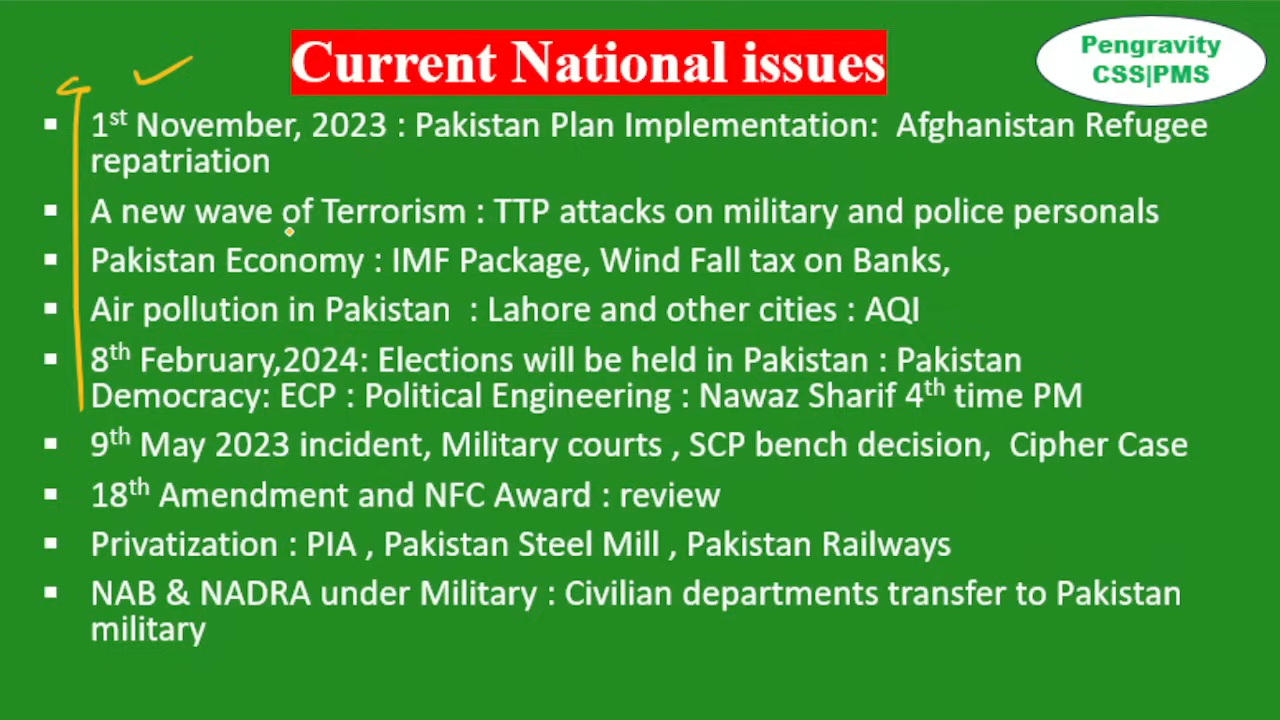 Current National issues
Pengravity
CSS|PMS
▪ 1st November, 2023 : Pakistan Plan Implementation: Afghanistan Refugee
repatriation
▪ A new wave of Terrorism : TTP attacks on military and police personals
▪ Pakistan Economy : IMF Package, Wind Fall tax on Banks,
▪ Air pollution in Pakistan : Lahore and other cities : AQI
▪ 8th February,2024: Elections will be held in Pakistan : Pakistan
Democracy: ECP : Political Engineering : Nawaz Sharif 4th time PM
▪ 9th May 2023 incident, Military courts , SCP bench decision, Cipher Case
▪ 18th Amendment and NFC Award : review
▪ Privatization : PIA , Pakistan Steel Mill , Pakistan Railways
▪ NAB & NADRA under Military : Civilian departments transfer to Pakistan
military